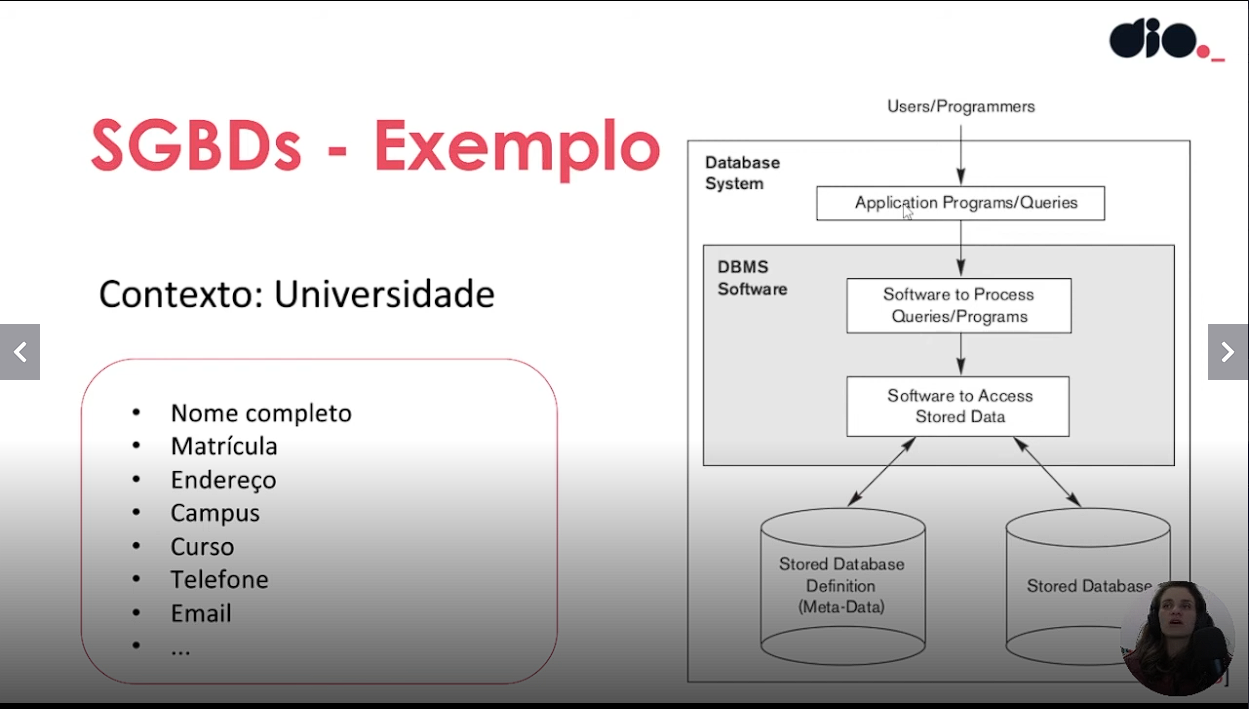 dio._
SGBDs - Exemplo
Contexto: Universidade
• Nome completo
• Matrícula
• Endereço
• Campus
• Curso
• Telefone
• Email
• ...
Users/Programmers
Database
System
Application Programs/Queries
DBMS
Software
Software to Process
Queries/Programs
Software to Access
Stored Data
Stored Database
Definition
(Meta-Data)
Stored Database